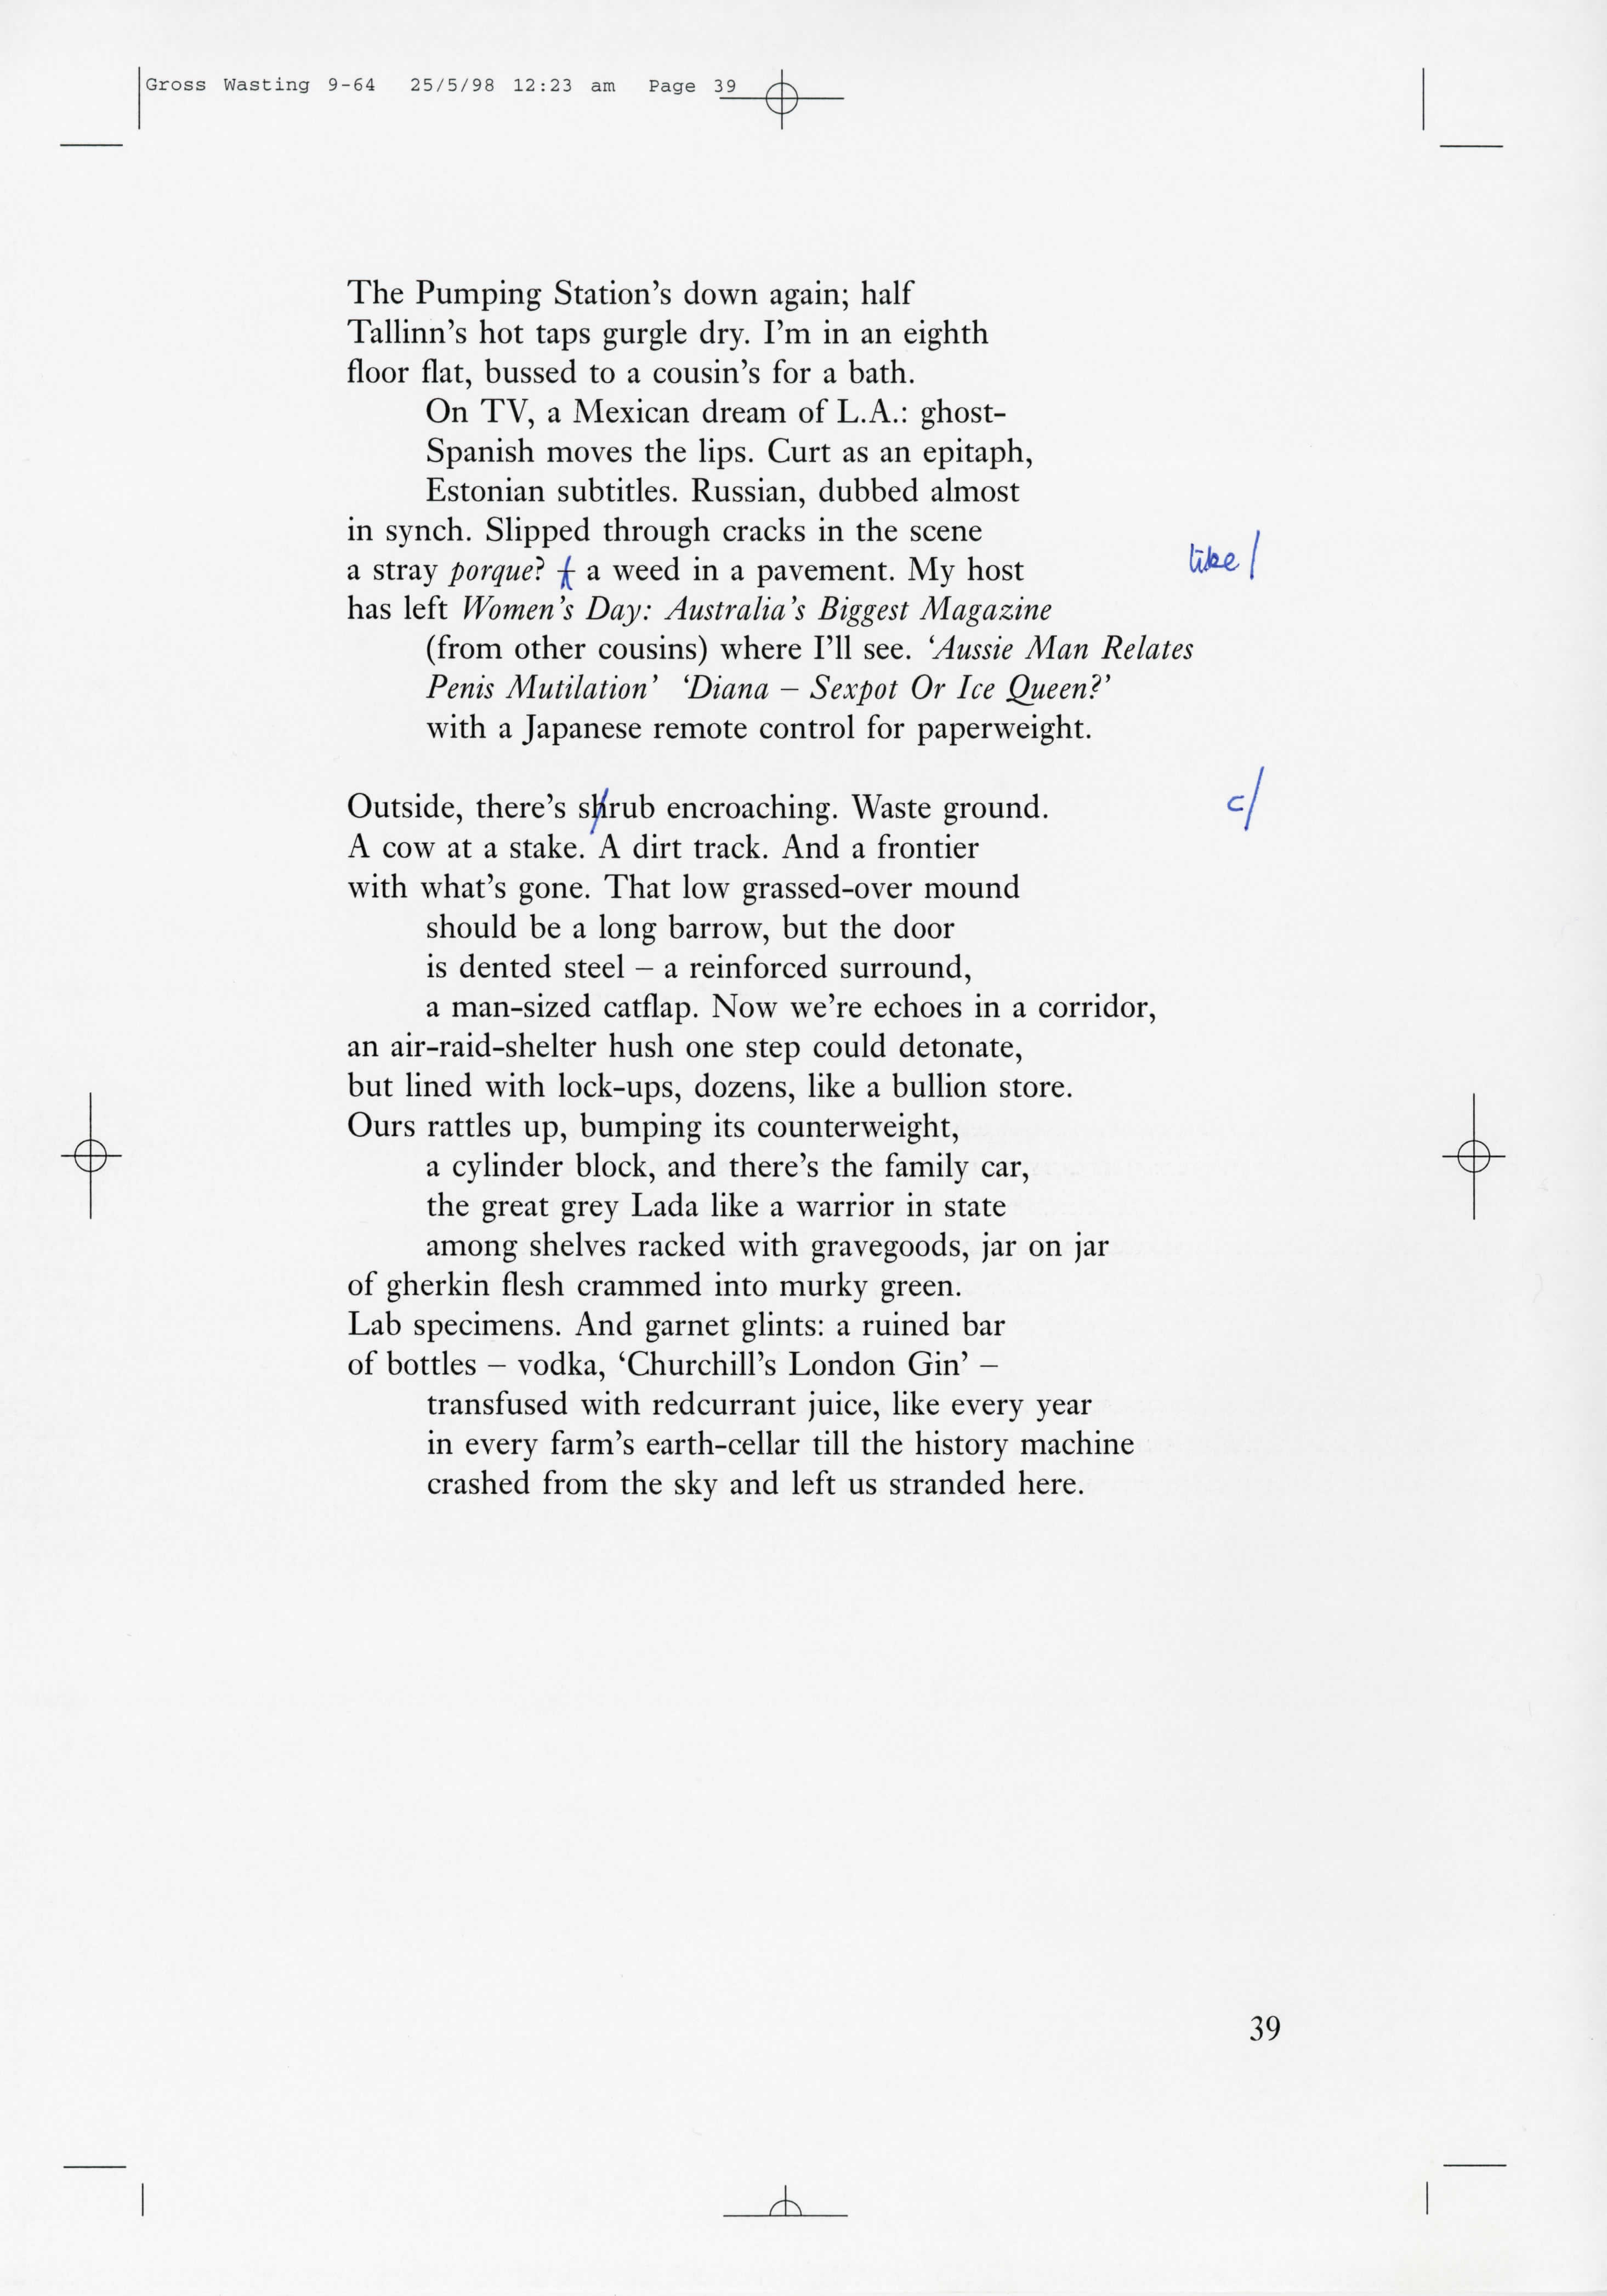 Gross Wasting 9-64 25/5/98 12:23 am Page 39
The Pumping Station's down again; half
Tallinn's hot taps gurgle dry. I'm in an eighth
floor flat, bussed to a cousin's for a bath.
On TV, a Mexican dream of L.A.: ghost-
Spanish moves the lips. Curt as an epitaph,
Estonian subtitles. Russian, dubbed almost
in synch. Slipped through cracks in the scene
a stray porque? – a weed in a pavement. My host
like/
has left Women's Day: Australia's Biggest Magazine
(from other cousins) where I'll see. 'Aussie Man Relates
Penis Mutilation' 'Diana – Sexpot Or Ice Queen?'
with a Japanese remote control for paperweight.
Outside, there's shrub encroaching. Waste ground.
c/
A cow at a stake. A dirt track. And a frontier
with what's gone. That low grassed-over mound
should be a long barrow, but the door
is dented steel – a reinforced surround,
a man-sized catflap. Now we're echoes in a corridor,
an air-raid-shelter hush one step could detonate,
but lined with lock-ups, dozens, like a bullion store.
Ours rattles up, bumping its counterweight,
a cylinder block, and there's the family car,
the great grey Lada like a warrior in state
among shelves racked with gravegoods, jar on jar
of gherkin flesh crammed into murky green.
Lab specimens. And garnet glints: a ruined bar
of bottles – vodka, 'Churchill's London Gin' –
transfused with redcurrant juice, like every year
in every farm's earth-cellar till the history machine
crashed from the sky and left us stranded here.
39